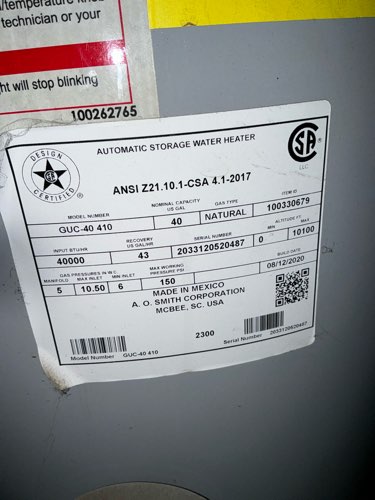 /temperature knob
technician or your
ht will stop blinking
100262765
AUTOMATIC STORAGE WATER HEATER
DESIGN CERTIFIED
CSA
LLC.
ANSI Z21.10.1-CSA 4.1-2017
MODEL NUMBER NOMINAL CAPACITY US GAL GAS TYPE ITEM ID
GUC-40 410 40 NATURAL 100330679
INPUT BTU/HR RECOVERY US GAL/HR SERIAL NUMBER ALTITUDE FT. MIN MAX
40000 43 2033120520487 0 10100
GAS PRESSURES IN W.C. MANIFOLD MAX INLET MIN INLET MAX WORKING PRESSURE PSI BUILD DATE
5 10.50 6 150 08/12/2020
MADE IN MEXICO
A. O. SMITH CORPORATION
MCBEE, SC. USA
2300
Model Number GUC-40 410
Serial Number 2033120520487